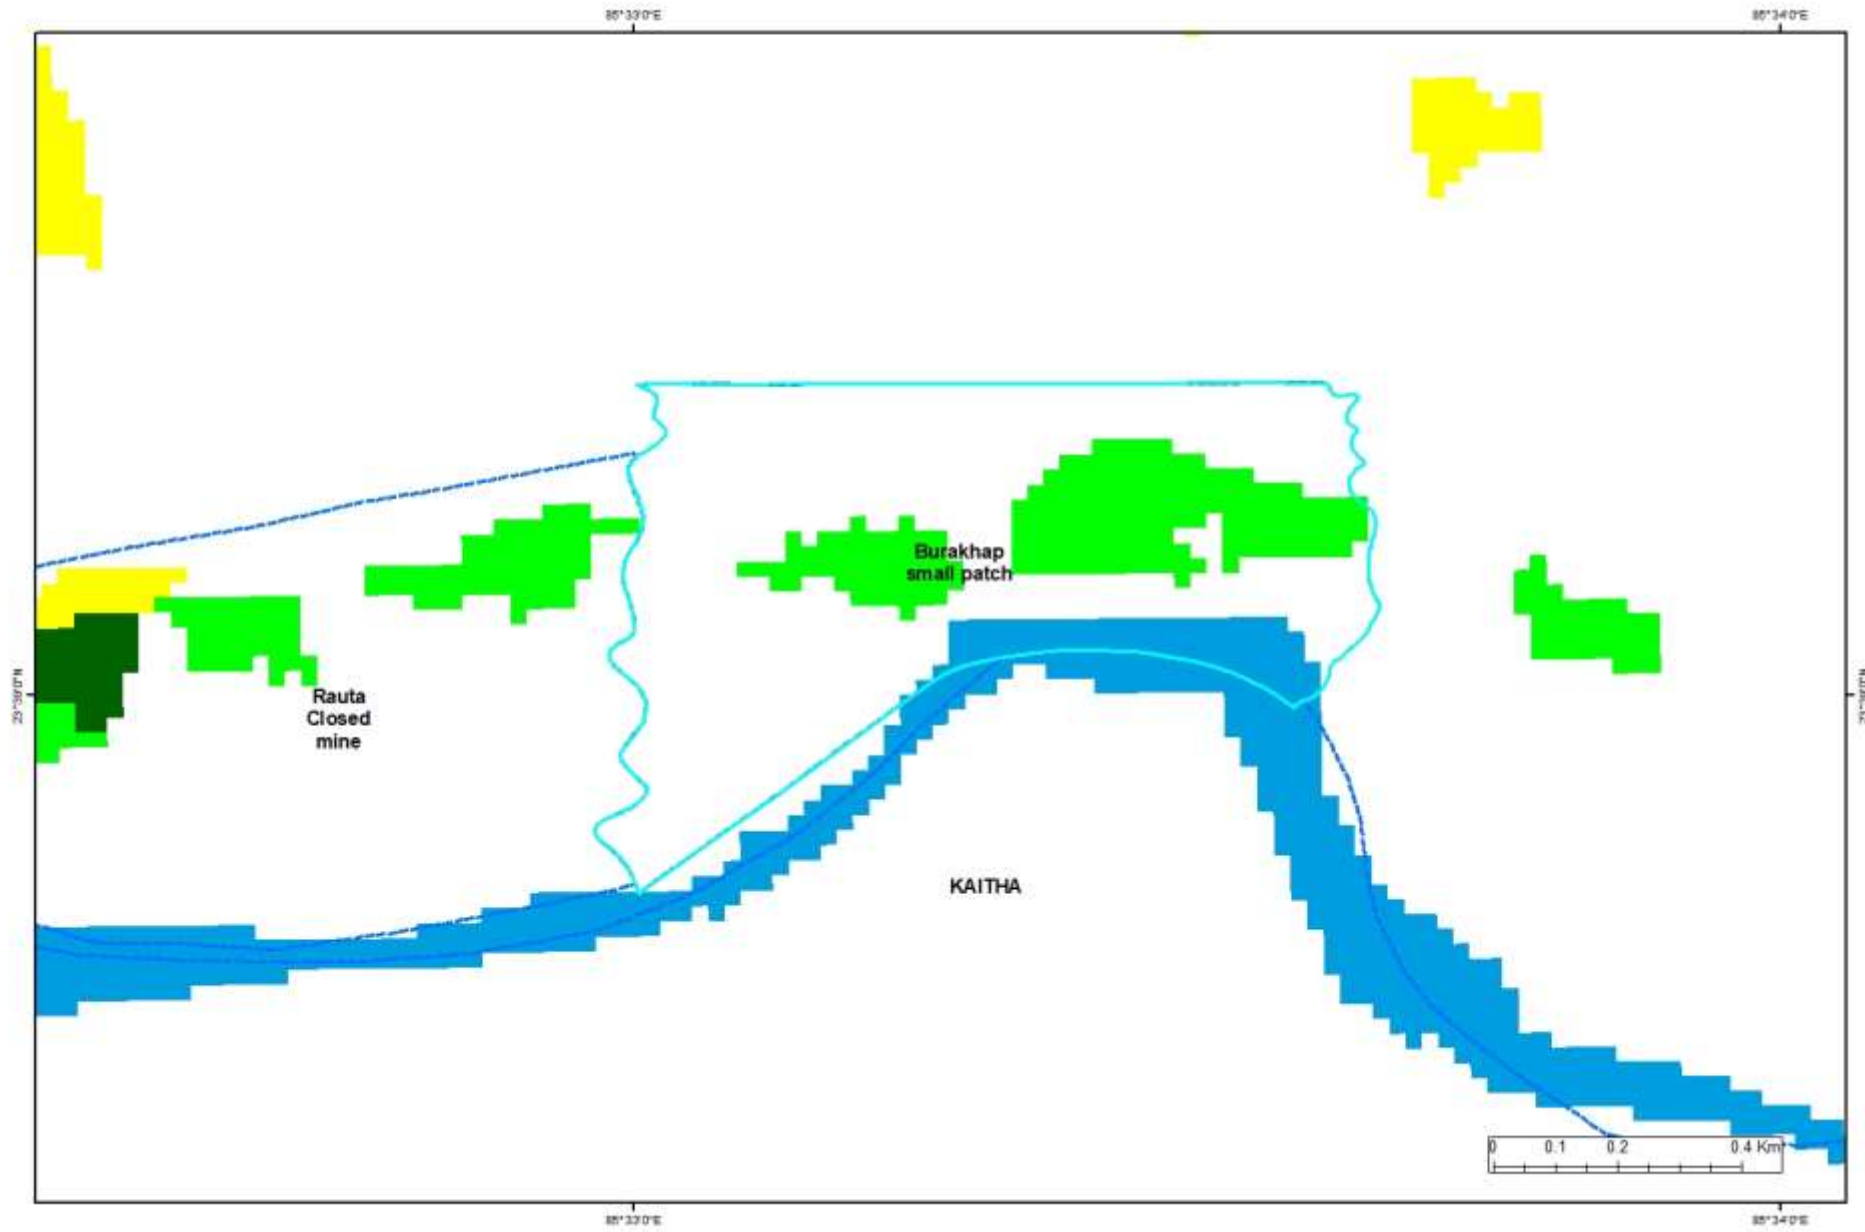 85°33'0"E
85°34'0"E
Burakhap
small patch
Rauta
Closed
mine
KAITHA
0 0.1 0.2 0.4 Km
85°33'0"E
85°34'0"E